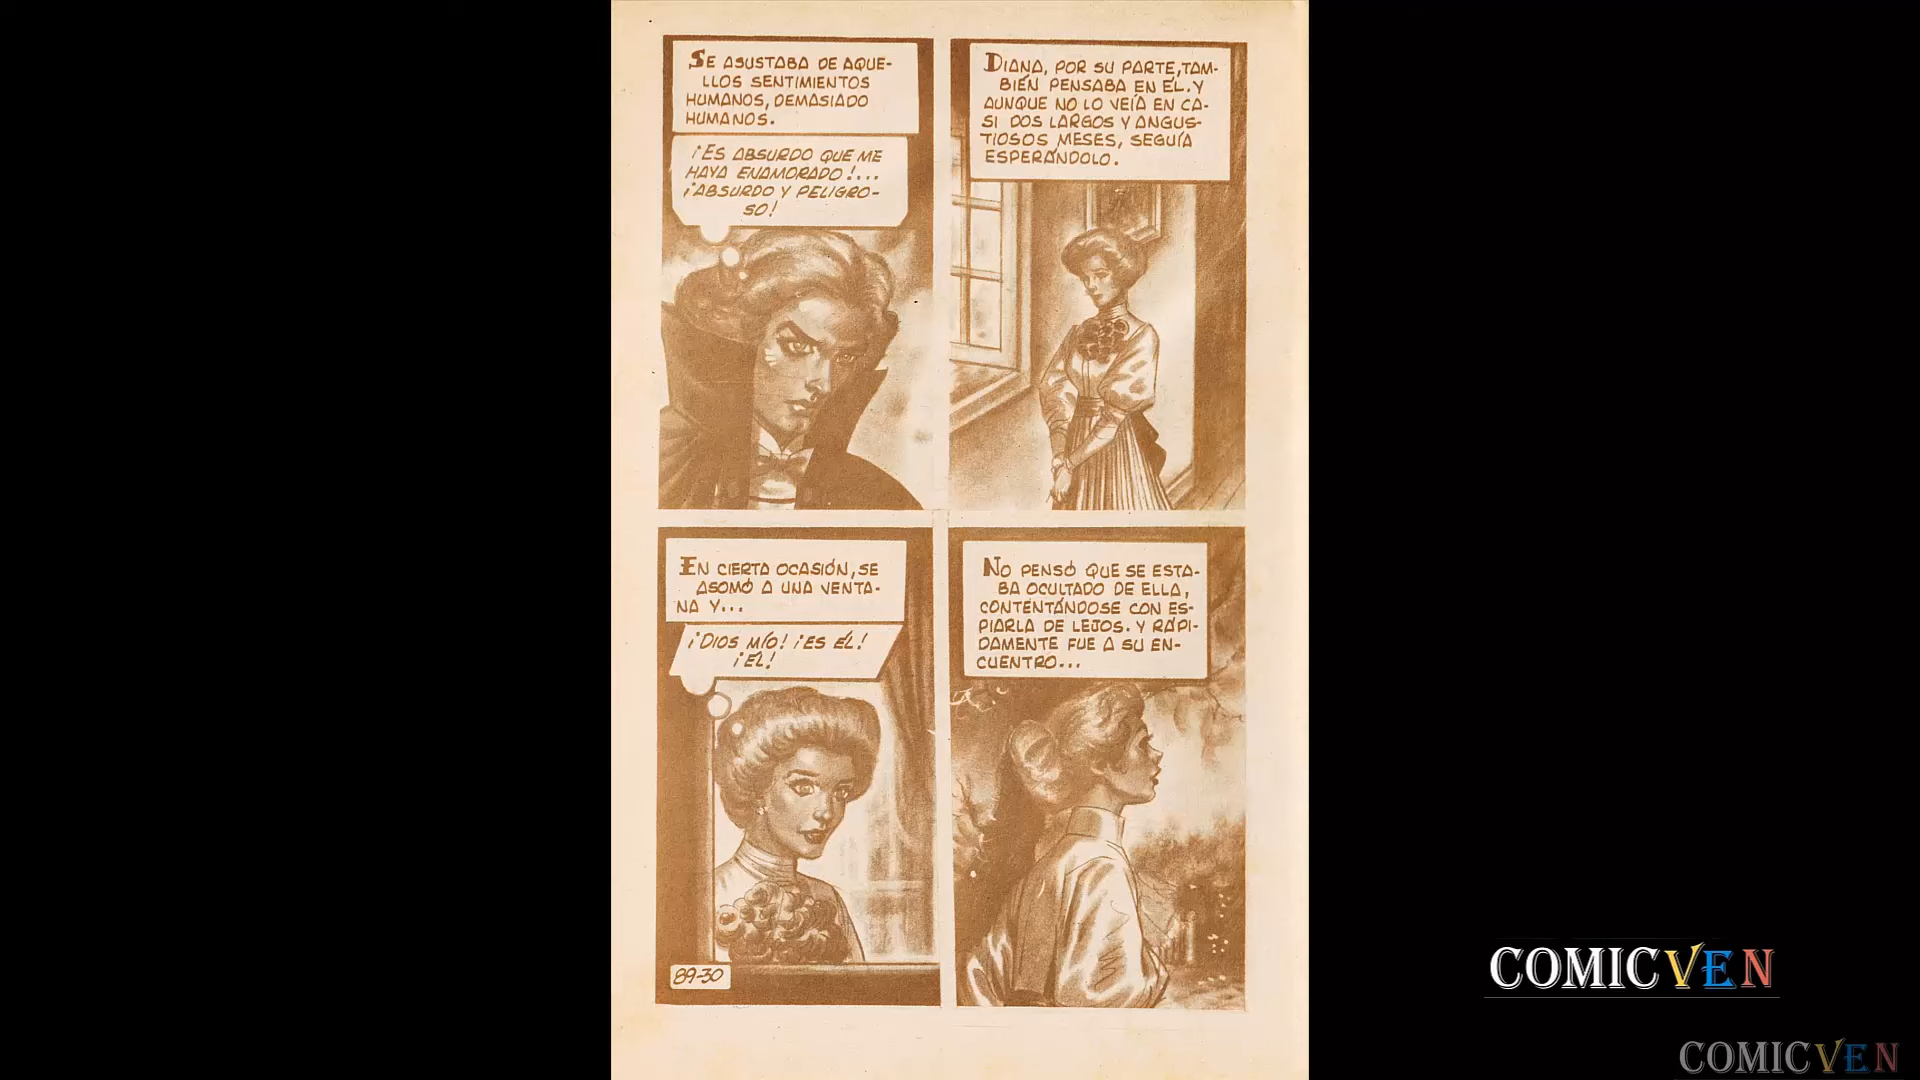 SE ASUSTABA DE AQUE-
LLOS SENTIMIENTOS
HUMANOS, DEMASIADO
HUMANOS.
¡ES ABSURDO QUE ME
HAYA ENAMORADO!...
¡ABSURDO Y PELIGRO-
SO!
DIANA, POR SU PARTE, TAM-
BIÉN PENSABA EN ÉL. Y
AUNQUE NO LO VEÍA EN CA-
SI DOS LARGOS Y ANGUS-
TIOSOS MESES, SEGUÍA
ESPERÁNDOLO.
EN CIERTA OCASIÓN, SE
ASOMÓ A UNA VENTA-
NA Y...
¡DIOS MÍO! ¡ES ÉL!
¡ÉL!
89-30
NO PENSÓ QUE SE ESTA-
BA OCULTADO DE ELLA,
CONTENTÁNDOSE CON ES-
PIARLA DE LEJOS. Y RÁPI-
DAMENTE FUE A SU EN-
CUENTRO...
COMICVEN
COMICVEN